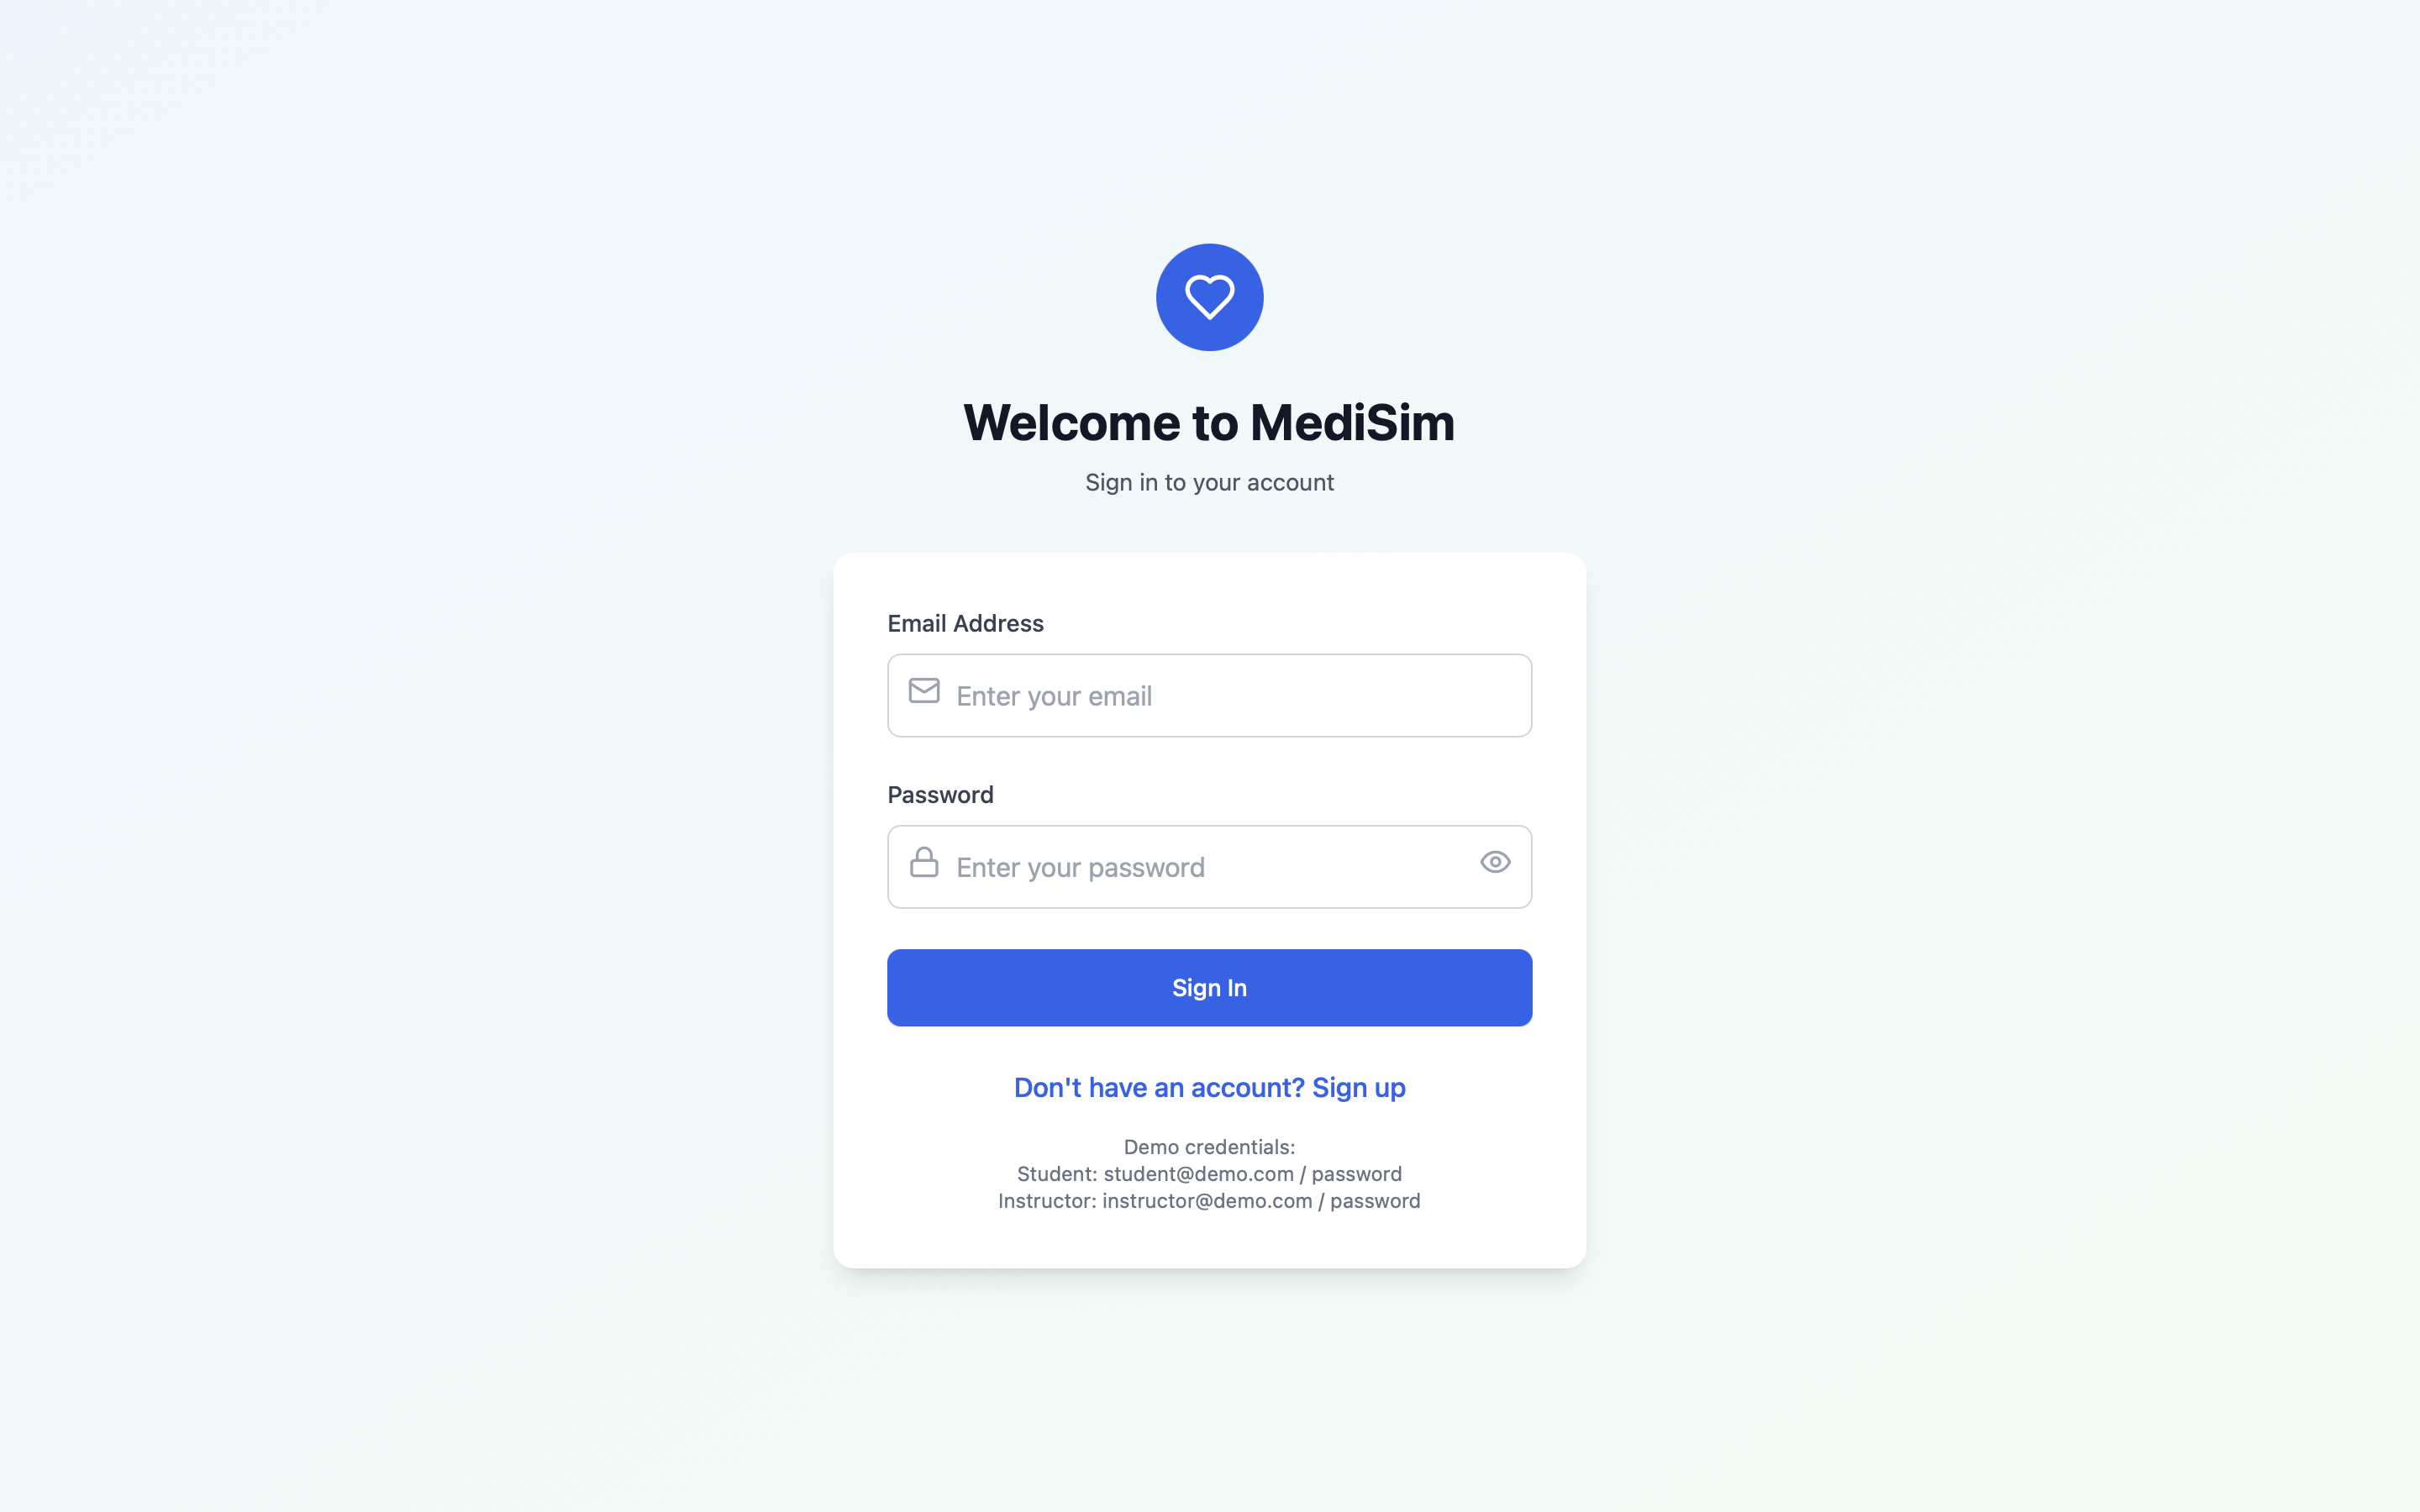 Welcome to MediSim
Sign in to your account
Email Address
Enter your email
Password
Enter your password
Sign In
Don't have an account? Sign up
Demo credentials:
Student: student@demo.com / password
Instructor: instructor@demo.com / password